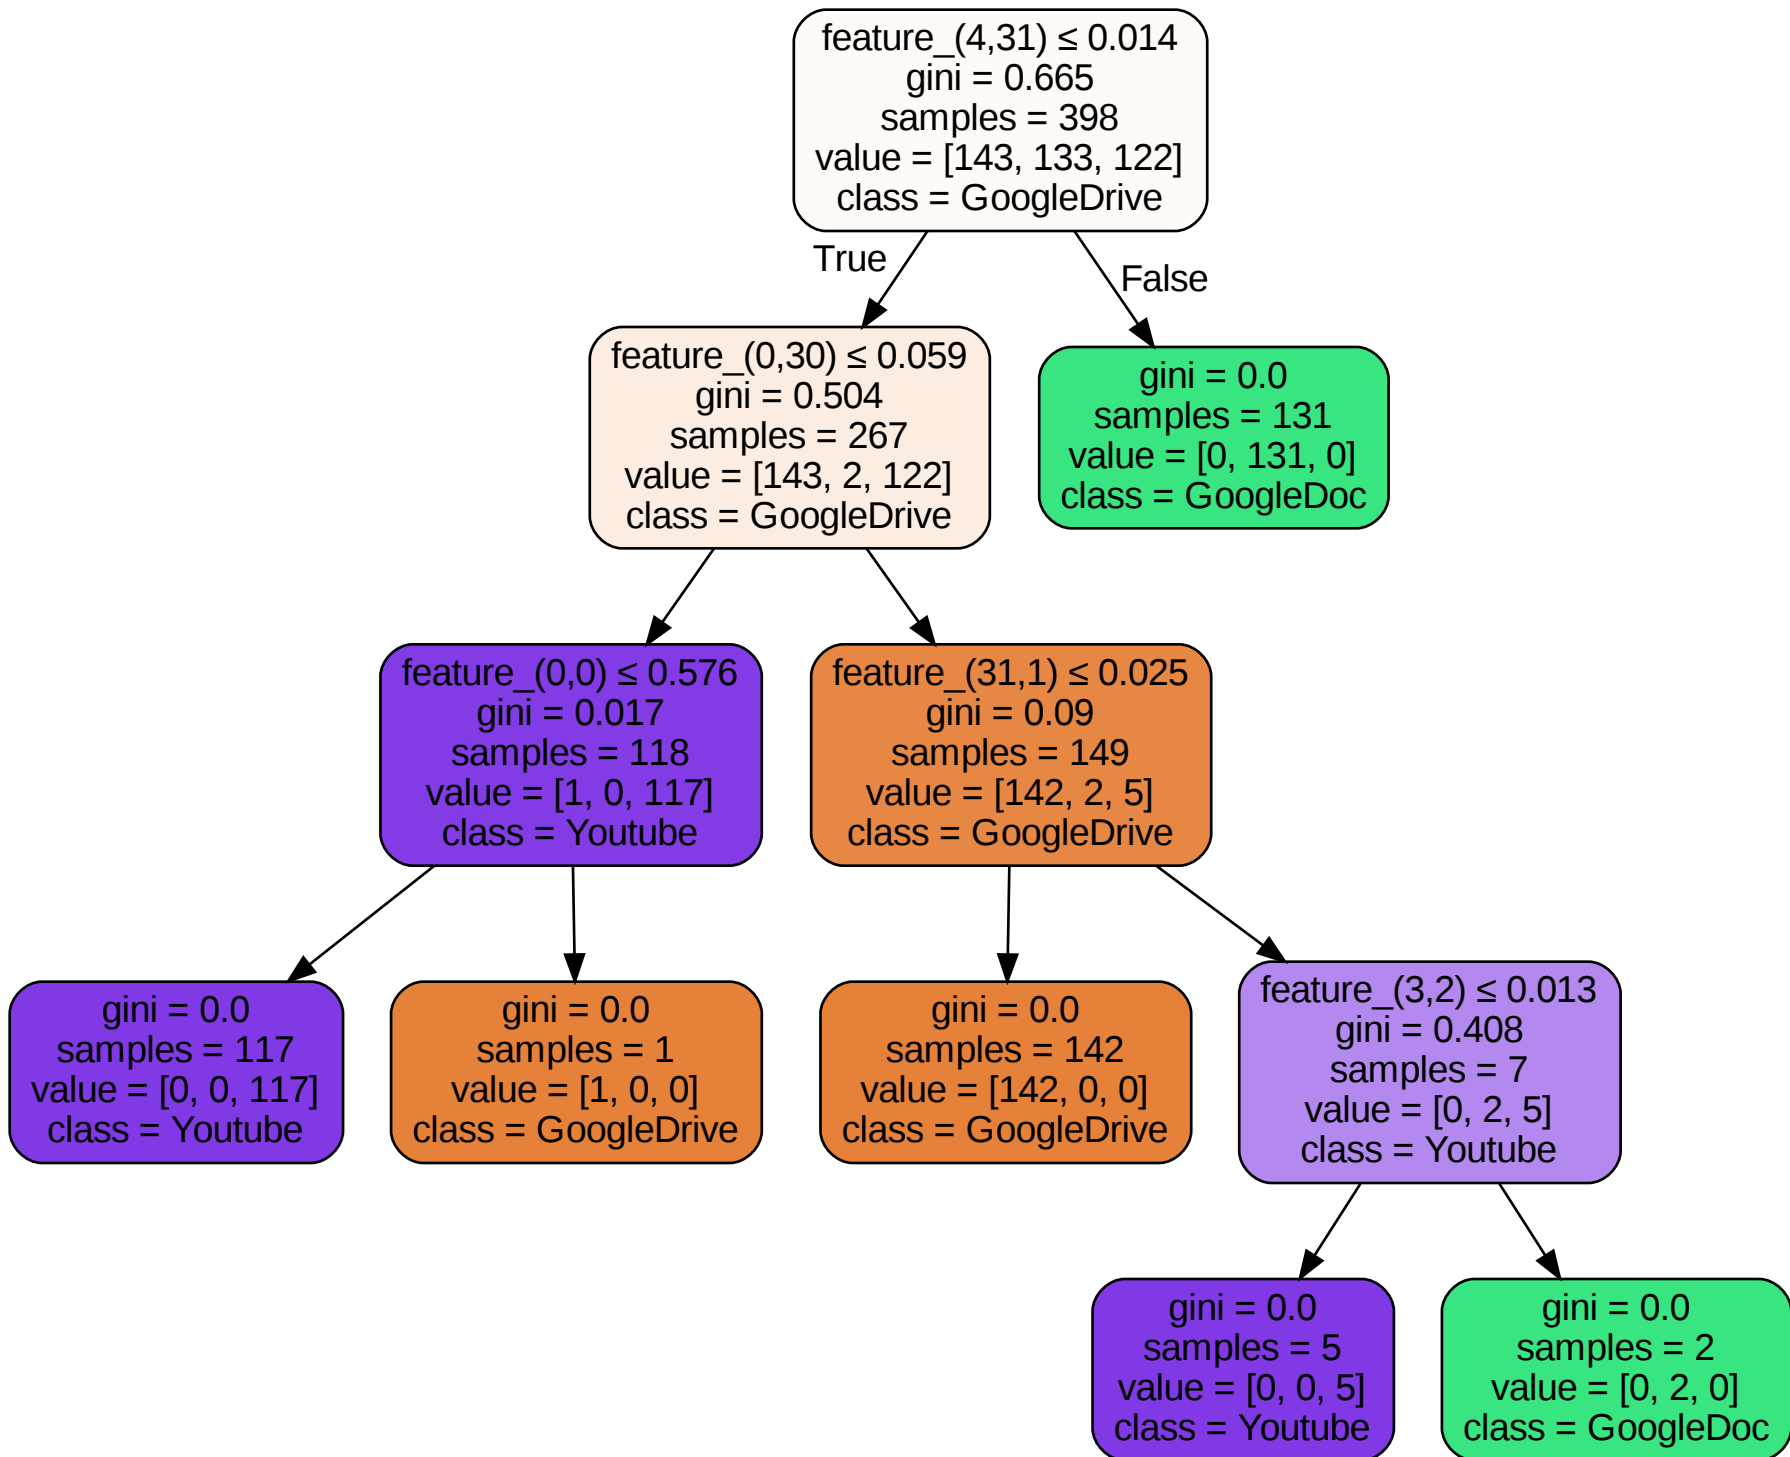 feature_(4,31) ≤ 0.014
gini = 0.665
samples = 398
value = [143, 133, 122]
class = GoogleDrive
True
False
feature_(0,30) ≤ 0.059
gini = 0.504
samples = 267
value = [143, 2, 122]
class = GoogleDrive
gini = 0.0
samples = 131
value = [0, 131, 0]
class = GoogleDoc
feature_(0,0) ≤ 0.576
gini = 0.017
samples = 118
value = [1, 0, 117]
class = Youtube
feature_(31,1) ≤ 0.025
gini = 0.09
samples = 149
value = [142, 2, 5]
class = GoogleDrive
gini = 0.0
samples = 117
value = [0, 0, 117]
class = Youtube
gini = 0.0
samples = 1
value = [1, 0, 0]
class = GoogleDrive
gini = 0.0
samples = 142
value = [142, 0, 0]
class = GoogleDrive
feature_(3,2) ≤ 0.013
gini = 0.408
samples = 7
value = [0, 2, 5]
class = Youtube
gini = 0.0
samples = 5
value = [0, 0, 5]
class = Youtube
gini = 0.0
samples = 2
value = [0, 2, 0]
class = GoogleDoc